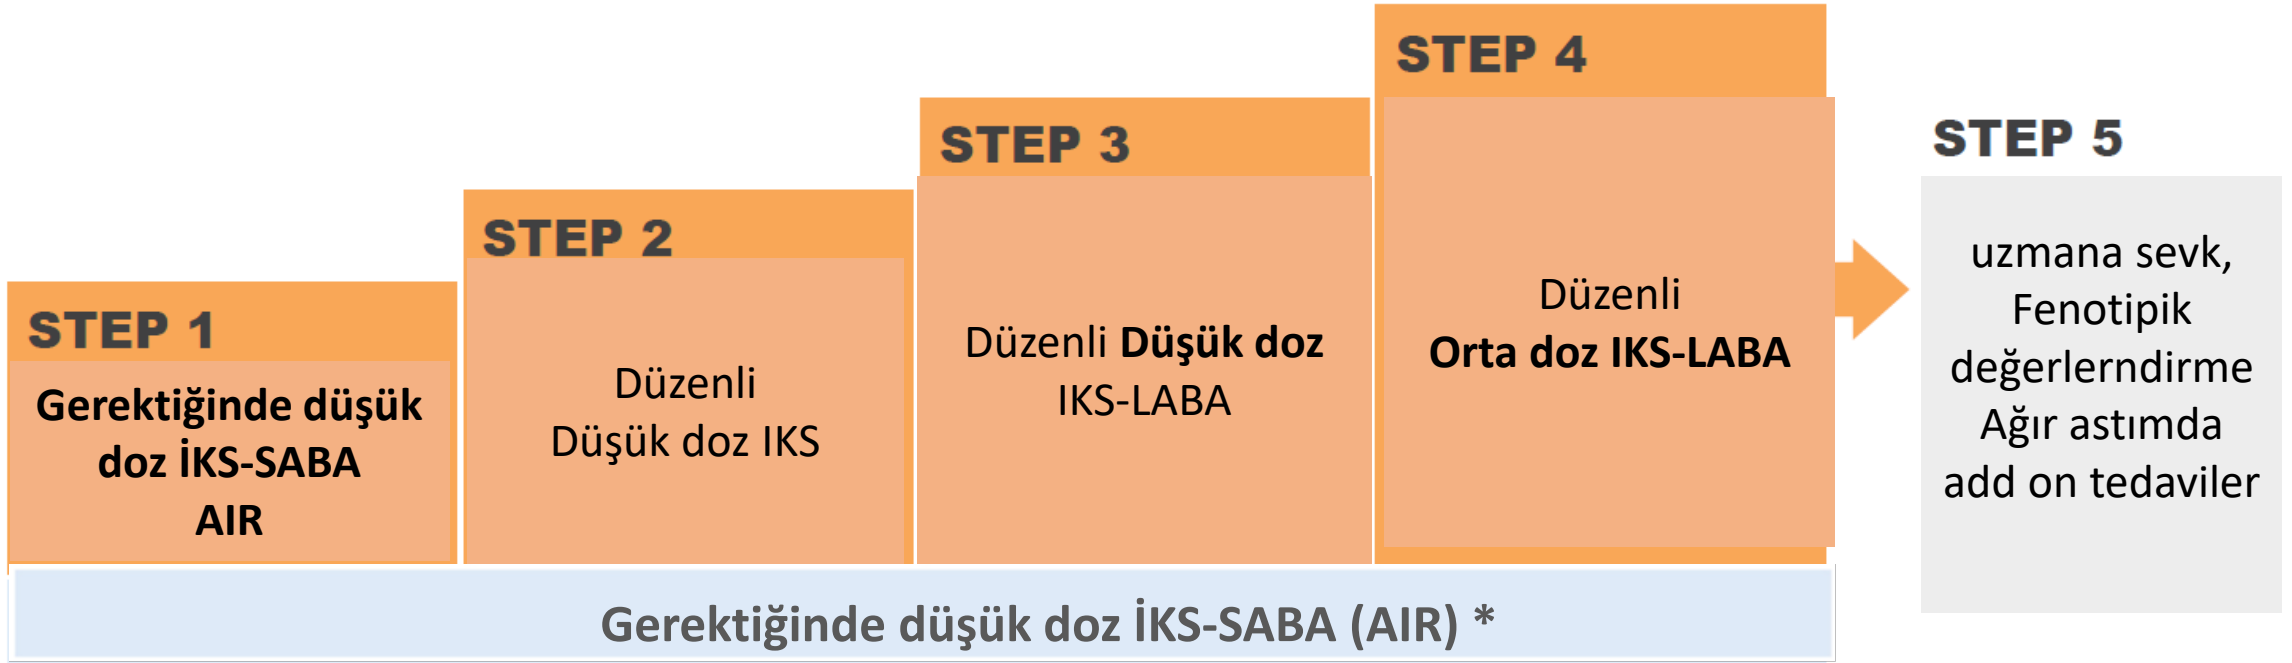 STEP 1
Gerektiğinde düşük
doz İKS-SABA
AIR
STEP 2
Düzenli
Düşük doz IKS
STEP 3
Düzenli Düşük doz
IKS-LABA
STEP 4
Düzenli
Orta doz IKS-LABA
STEP 5
uzmana sevk,
Fenotipik
değerlerndirme
Ağır astımda
add on tedaviler
Gerektiğinde düşük doz İKS-SABA (AIR) *